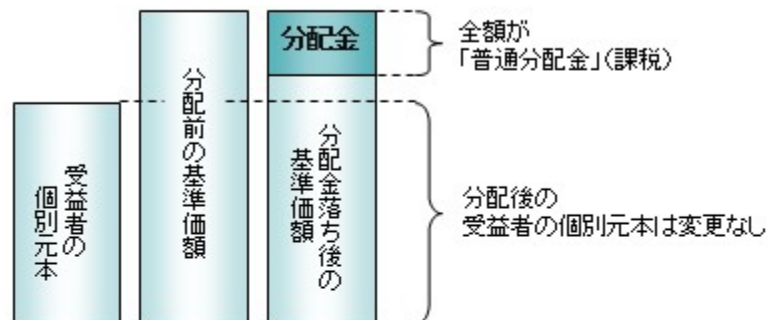 受益者の
個別元本
分配前の基準価額
分配金
分配金落ち後の
基準価額
全額が
「普通分配金」(課税)
分配後の
受益者の個別元本は変更なし